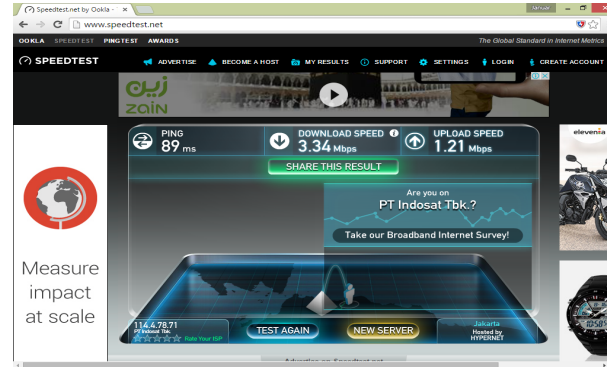 Speedtest.net by Ookla -
Januar
www.speedtest.net
OOKLA SPEEDTEST PINGTEST AWARDS
The Global Standard in Internet Metrics
SPEEDTEST
ADVERTISE BECOME A HOST MY RESULTS SUPPORT SETTINGS LOGIN CREATE ACCOUNT
زين
zain
PING
89 ms
DOWNLOAD SPEED
3.34 Mbps
UPLOAD SPEED
1.21 Mbps
SHARE THIS RESULT
Are you on
PT Indosat Tbk.?
Take our Broadband Internet Survey!
elevenia
Measure
impact
at scale
114.4.78.71
PT Indosat Tbk.
Rate Your ISP
TEST AGAIN
NEW SERVER
Jakarta
Hosted by
HYPERNET
10:58
Advertise on Speedtest.net